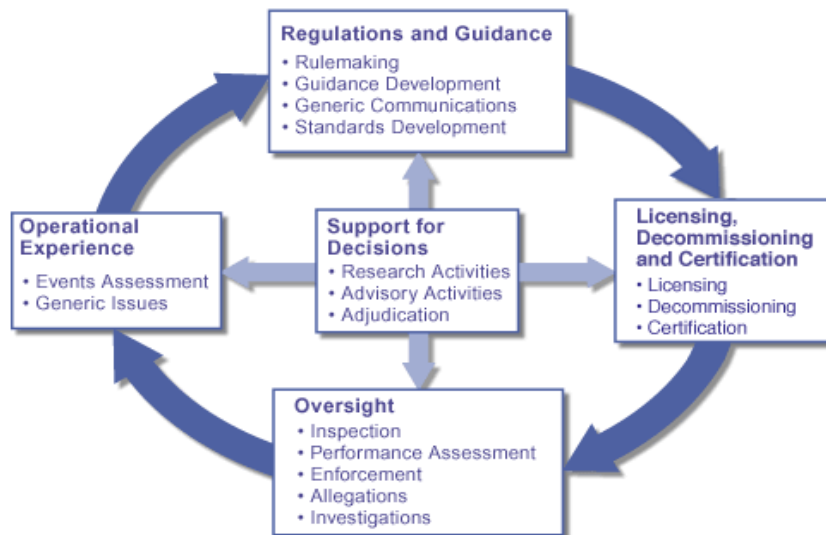 Regulations and Guidance
• Rulemaking
• Guidance Development
• Generic Communications
• Standards Development
Operational
Experience
• Events Assessment
• Generic Issues
Support for
Decisions
• Research Activities
• Advisory Activities
• Adjudication
Licensing,
Decommissioning
and Certification
• Licensing
• Decommissioning
• Certification
Oversight
• Inspection
• Performance Assessment
• Enforcement
• Allegations
• Investigations